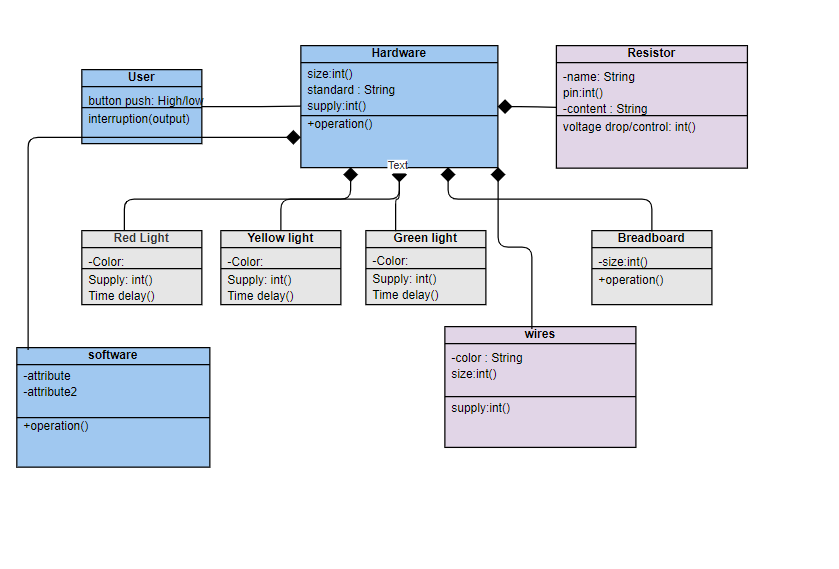 Hardware
size:int()
standard : String
supply:int()
+operation()
Text
User
button push: High/low
interruption(output)
Resistor
-name: String
pin:int()
-content : String
voltage drop/control: int()
Red Light
-Color:
Supply: int()
Time delay()
Yellow light
-Color:
Supply: int()
Time delay()
Green light
-Color:
Supply: int()
Time delay()
Breadboard
-size:int()
+operation()
software
-attribute
-attribute2
+operation()
wires
-color : String
size:int()
supply:int()